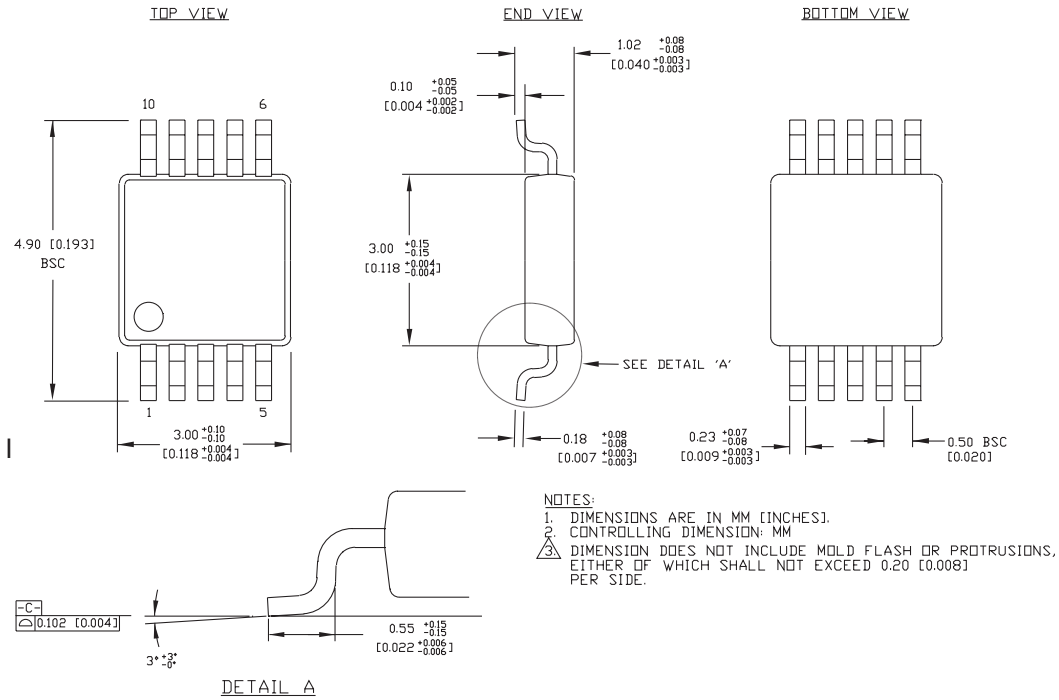 TOP VIEW
END VIEW
BOTTOM VIEW
1.02 +0.08 -0.08
[0.040 +0.003 -0.003]
0.10 +0.05 -0.05
[0.004 +0.002 -0.002]
10 6
4.90 [0.193]
BSC
3.00 +0.15 -0.15
[0.118 +0.004 -0.004]
SEE DETAIL 'A'
1 5
3.00 +0.10 -0.10
[0.118 +0.004 -0.004]
0.18 +0.08 -0.08
[0.007 +0.003 -0.003]
0.23 +0.07 -0.08
[0.009 +0.003 -0.003]
0.50 BSC
[0.020]
NOTES:
1. DIMENSIONS ARE IN MM [INCHES].
2. CONTROLLING DIMENSION: MM
3. DIMENSION DOES NOT INCLUDE MOLD FLASH OR PROTRUSIONS,
EITHER OF WHICH SHALL NOT EXCEED 0.20 [0.008]
PER SIDE.
-C-
0.102 [0.004]
3° +3° -0°
0.55 +0.15 -0.15
[0.022 +0.006 -0.006]
DETAIL A